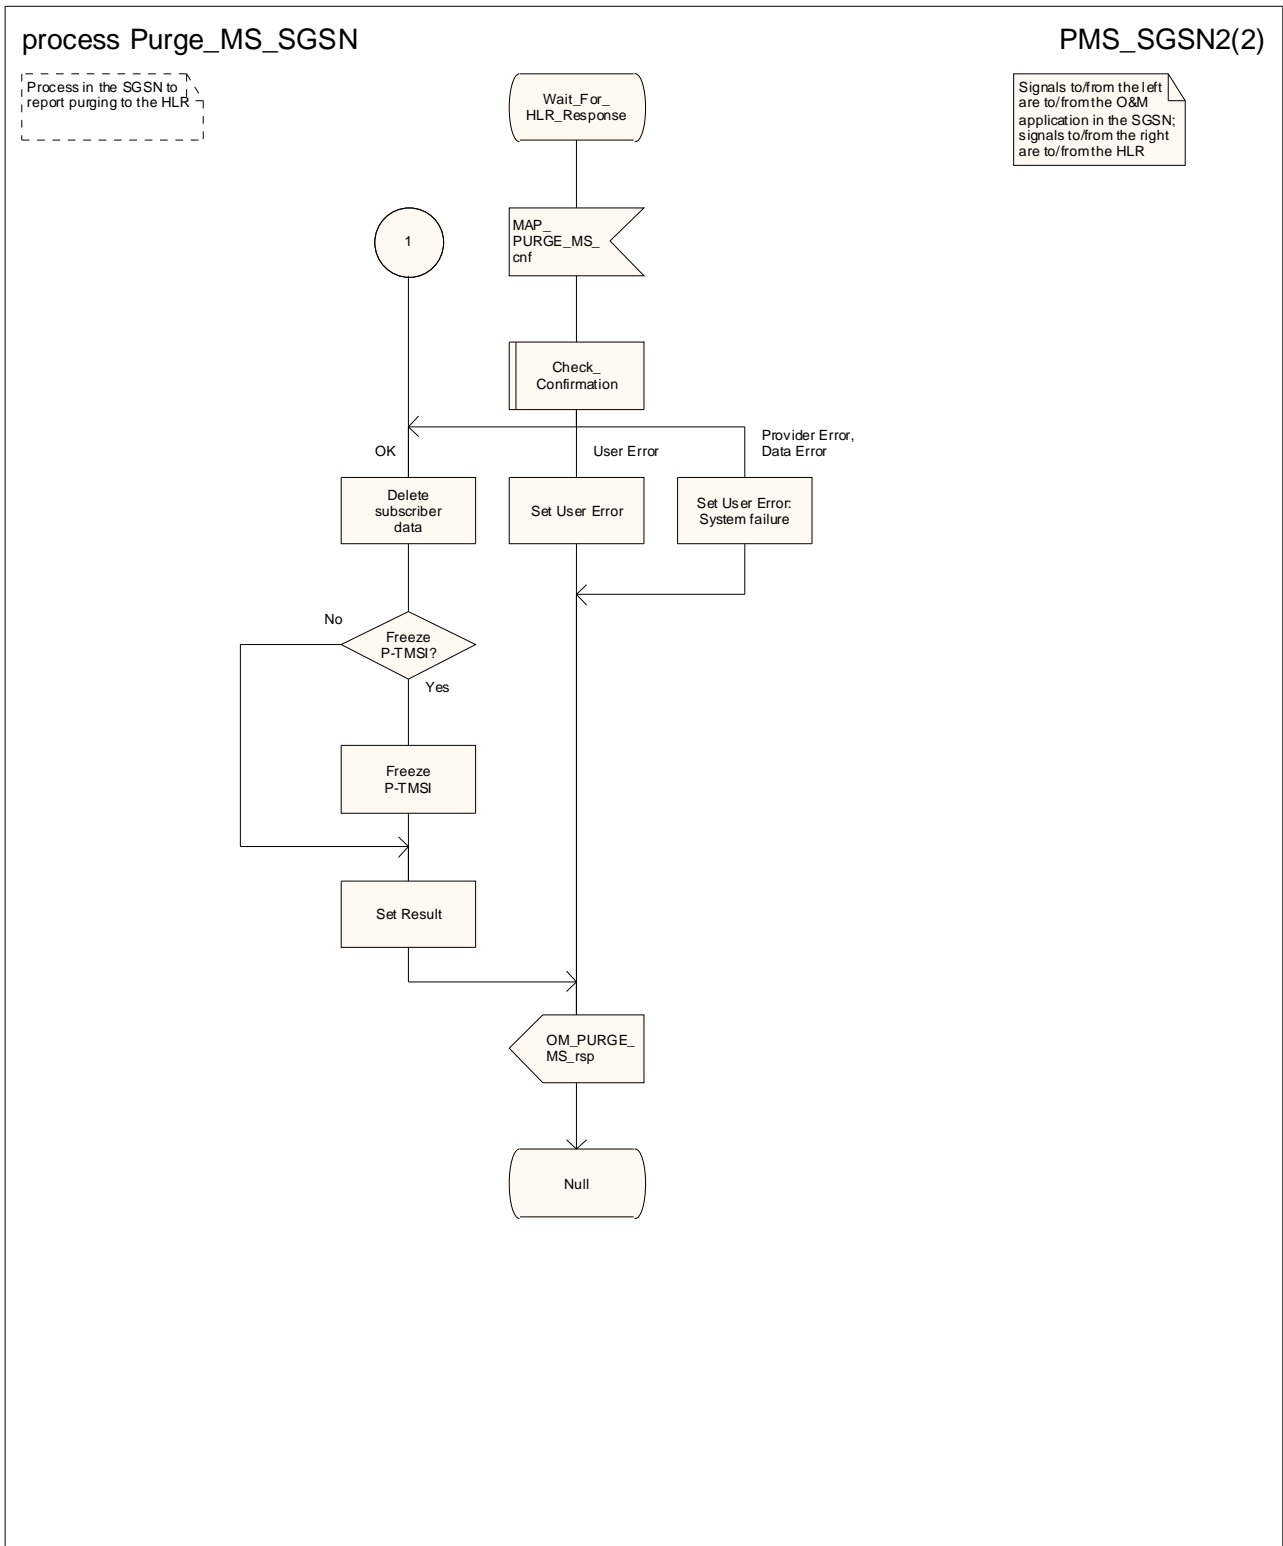 process Purge_MS_SGSN
PMS_SGSN2(2)
Process in the SGSN to
report purging to the HLR
Wait_For_
HLR_Response
Signals to/from the left
are to/from the O&M
application in the SGSN;
signals to/from the right
are to/from the HLR
1
MAP_
PURGE_MS_
cnf
Check_
Confirmation
OK
User Error
Provider Error,
Data Error
Delete
subscriber
data
Set User Error
Set User Error:
System failure
No
Freeze
P-TMSI?
Yes
Freeze
P-TMSI
Set Result
OM_PURGE_
MS_rsp
Null